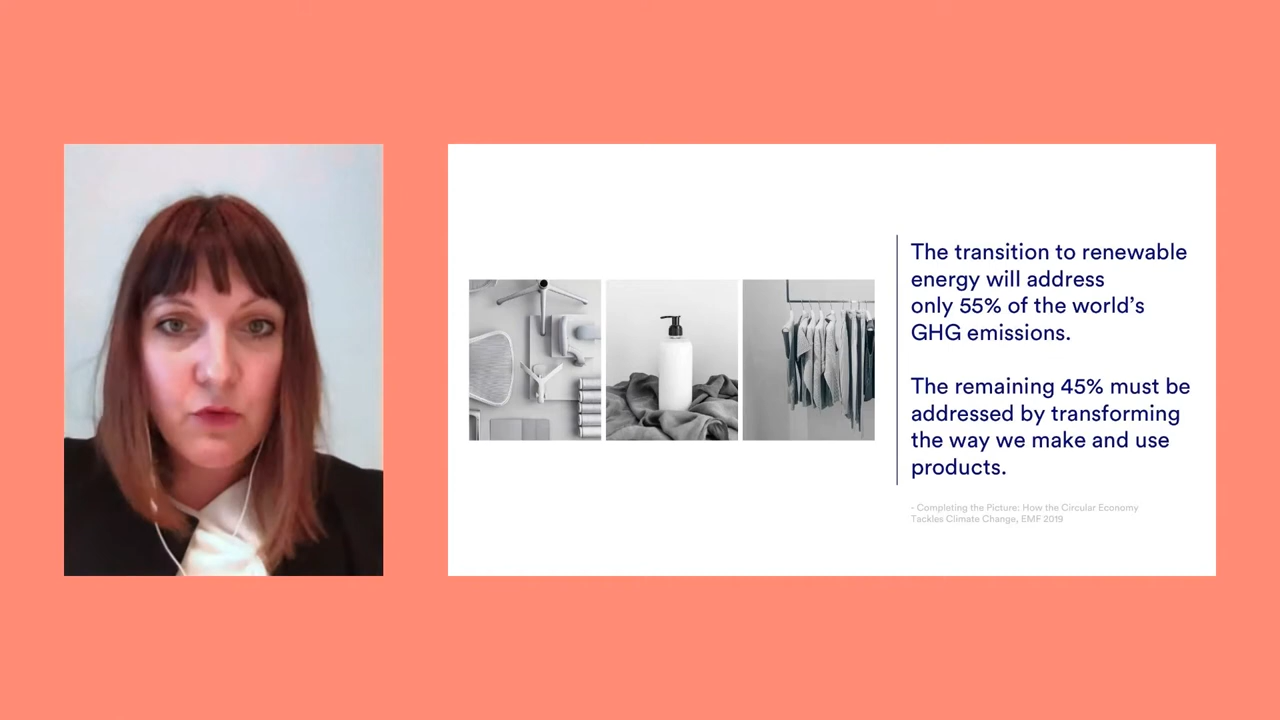 The transition to renewable
energy will address
only 55% of the world’s
GHG emissions.
The remaining 45% must be
addressed by transforming
the way we make and use
products.
- Completing the Picture: How the Circular Economy
Tackles Climate Change, EMF 2019